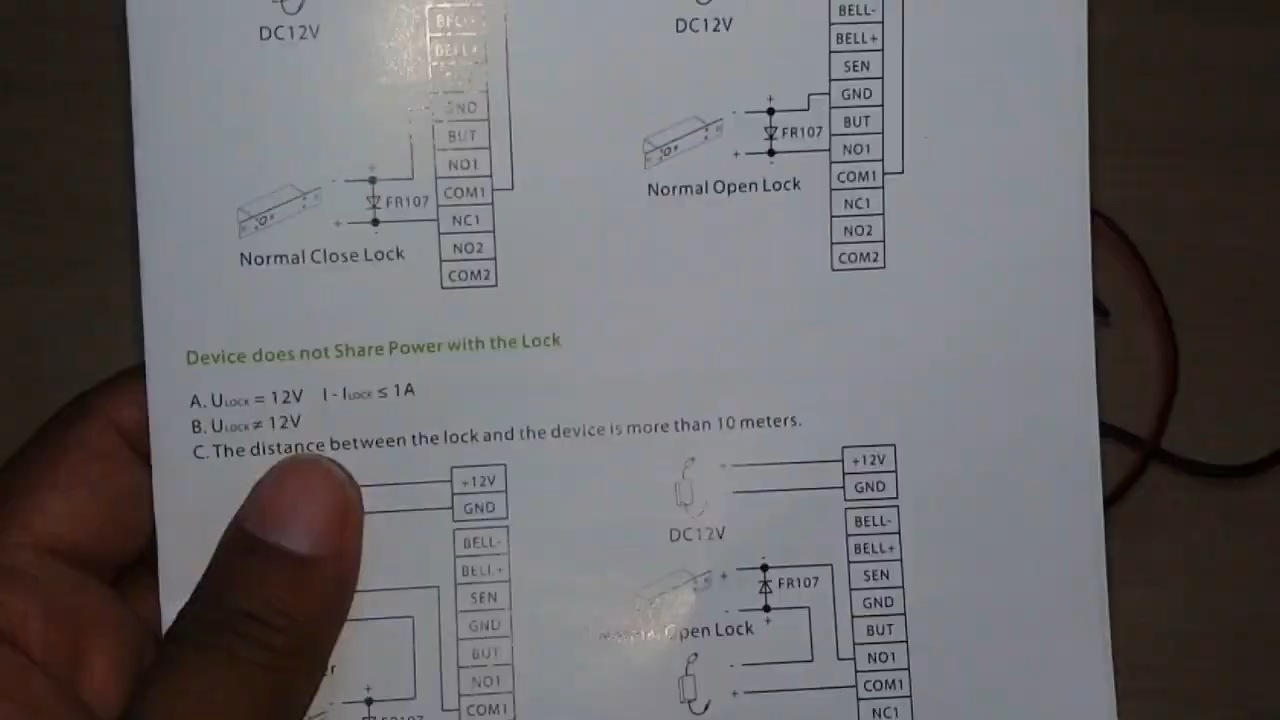 DC12V
BELL+
GND
BUT
NO1
COM1
NC1
NO2
COM2
FR107
Normal Close Lock
DC12V
BELL-
BELL+
SEN
GND
BUT
NO1
COM1
NC1
NO2
COM2
FR107
Normal Open Lock
Device does not Share Power with the Lock
A. ULOCK = 12V I - ILOCK ≤ 1A
B. ULOCK ≠ 12V
C. The distance between the lock and the device is more than 10 meters.
+12V
GND
BELL-
BELL+
SEN
GND
BUT
NO1
COM1
+12V
GND
DC12V
BELL-
BELL+
SEN
GND
BUT
NO1
COM1
NC1
FR107
Open Lock